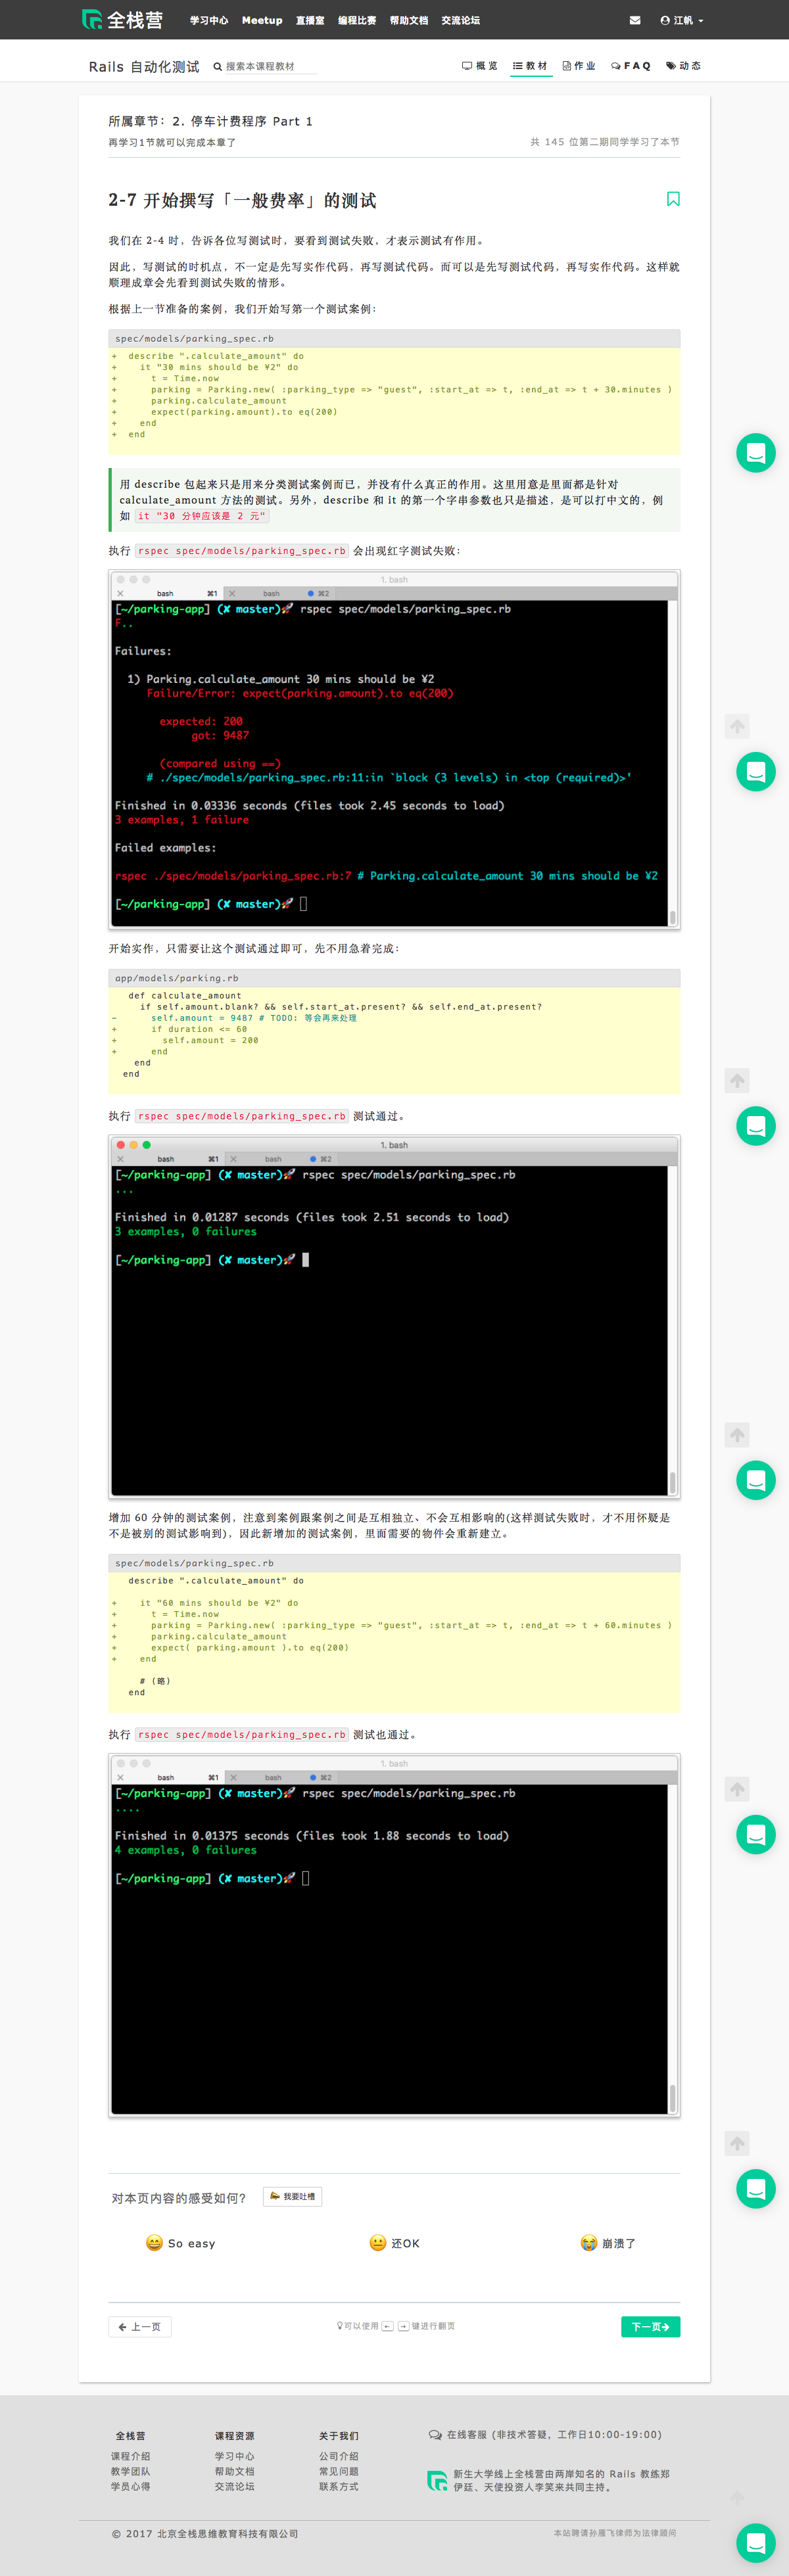 全栈营 学习中心 Meetup 直播室 编程比赛 帮助文档 交流论坛 江帆
Rails 自动化测试 搜索本课程教材 概览 教材 作业 FAQ 动态
所属章节：2. 停车计费程序 Part 1
再学习1节就可以完成本章了 共 145 位第二期同学学习了本节
2-7 开始撰写「一般费率」的测试
我们在 2-4 时，告诉各位写测试时，要看到测试失败，才表示测试有作用。
因此，写测试的时机点，不一定是先写实作代码，再写测试代码。而可以是先写测试代码，再写实作代码。这样就
顺理成章会先看到测试失败的情形。
根据上一节准备的案例，我们开始写第一个测试案例：
spec/models/parking_spec.rb
+  describe ".calculate_amount" do
+    it "30 mins should be ¥2" do
+      t = Time.now
+      parking = Parking.new( :parking_type => "guest", :start_at => t, :end_at => t + 30.minutes )
+      parking.calculate_amount
+      expect(parking.amount).to eq(200)
+    end
+  end
用 describe 包起来只是用来分类测试案例而已，并没有什么真正的作用。这里用意是里面都是针对
calculate_amount 方法的测试。另外，describe 和 it 的第一个字串参数也只是描述，是可以打中文的，例
如 it "30 分钟应该是 2 元"
执行 rspec spec/models/parking_spec.rb 会出现红字测试失败：
1. bash
bash ⌘1 bash ⌘2
[~/parking-app] (✘ master)🚀 rspec spec/models/parking_spec.rb
F..
Failures:
1) Parking.calculate_amount 30 mins should be ¥2
Failure/Error: expect(parking.amount).to eq(200)
expected: 200
got: 9487
(compared using ==)
# ./spec/models/parking_spec.rb:11:in `block (3 levels) in <top (required)>'
Finished in 0.03336 seconds (files took 2.45 seconds to load)
3 examples, 1 failure
Failed examples:
rspec ./spec/models/parking_spec.rb:7 # Parking.calculate_amount 30 mins should be ¥2
[~/parking-app] (✘ master)🚀
开始实作，只需要让这个测试通过即可，先不用急着完成：
app/models/parking.rb
   def calculate_amount
     if self.amount.blank? && self.start_at.present? && self.end_at.present?
-      self.amount = 9487 # TODO: 等会再来处理
+      if duration <= 60
+        self.amount = 200
+      end
    end
  end
执行 rspec spec/models/parking_spec.rb 测试通过。
1. bash
bash ⌘1 bash ⌘2
[~/parking-app] (✘ master)🚀 rspec spec/models/parking_spec.rb
...
Finished in 0.01287 seconds (files took 2.51 seconds to load)
3 examples, 0 failures
[~/parking-app] (✘ master)🚀
增加 60 分钟的测试案例，注意到案例跟案例之间是互相独立、不会互相影响的(这样测试失败时，才不用怀疑是
不是被别的测试影响到)，因此新增加的测试案例，里面需要的物件会重新建立。
spec/models/parking_spec.rb
   describe ".calculate_amount" do
+    it "60 mins should be ¥2" do
+      t = Time.now
+      parking = Parking.new( :parking_type => "guest", :start_at => t, :end_at => t + 60.minutes )
+      parking.calculate_amount
+      expect( parking.amount ).to eq(200)
+    end
     # (略)
   end
执行 rspec spec/models/parking_spec.rb 测试也通过。
1. bash
bash ⌘1 bash ⌘2
[~/parking-app] (✘ master)🚀 rspec spec/models/parking_spec.rb
....
Finished in 0.01375 seconds (files took 1.88 seconds to load)
4 examples, 0 failures
[~/parking-app] (✘ master)🚀
对本页内容的感受如何? 我要吐槽
So easy 还OK 崩溃了
上一页 可以使用 ← → 键进行翻页 下一页
全栈营 课程资源 关于我们 在线客服 (非技术答疑，工作日10:00-19:00)
课程介绍 学习中心 公司介绍
教学团队 帮助文档 常见问题 新生大学线上全栈营由两岸知名的 Rails 教练郑
学员心得 交流论坛 联系方式 伊廷、天使投资人李笑来共同主持。
© 2017 北京全栈思维教育科技有限公司 本站聘请孙雁飞律师为法律顾问